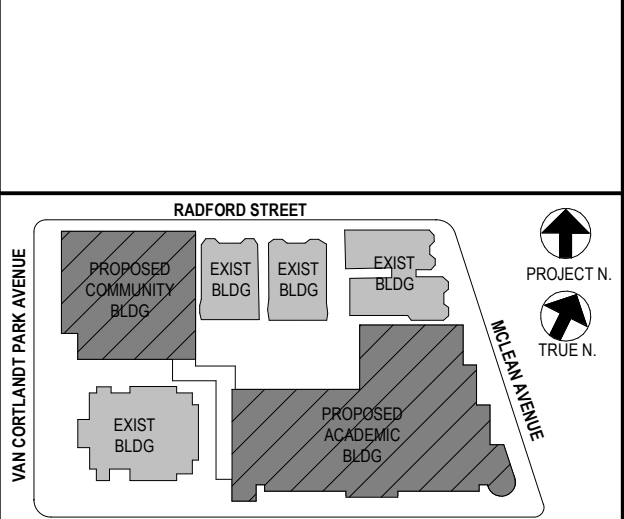 RADFORD STREET
VAN CORTLANDT PARK AVENUE
PROPOSED
COMMUNITY
BLDG
EXIST
BLDG
EXIST
BLDG
EXIST
BLDG
PROJECT N.
TRUE N.
MCLEAN AVENUE
EXIST
BLDG
PROPOSED
ACADEMIC
BLDG